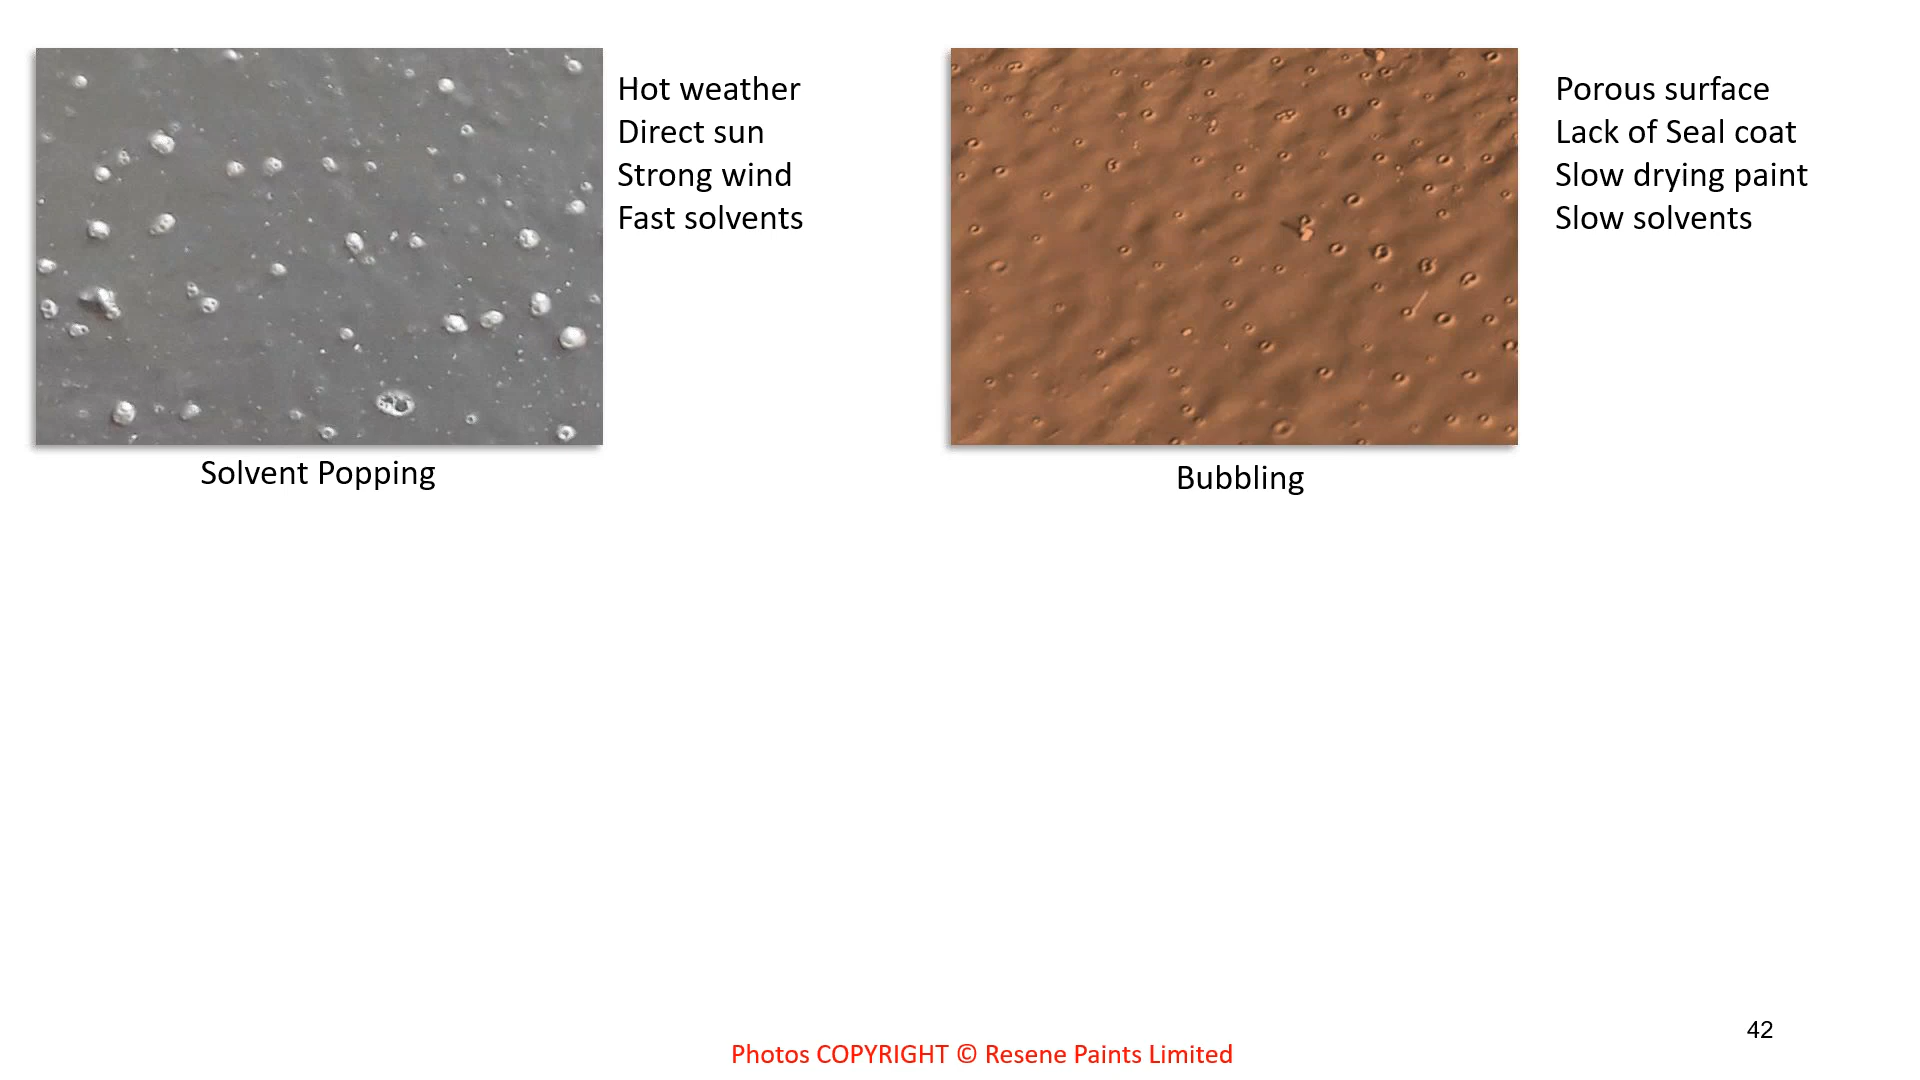 Hot weather
Direct sun
Strong wind
Fast solvents
Solvent Popping
Porous surface
Lack of Seal coat
Slow drying paint
Slow solvents
Bubbling
42
Photos COPYRIGHT © Resene Paints Limited